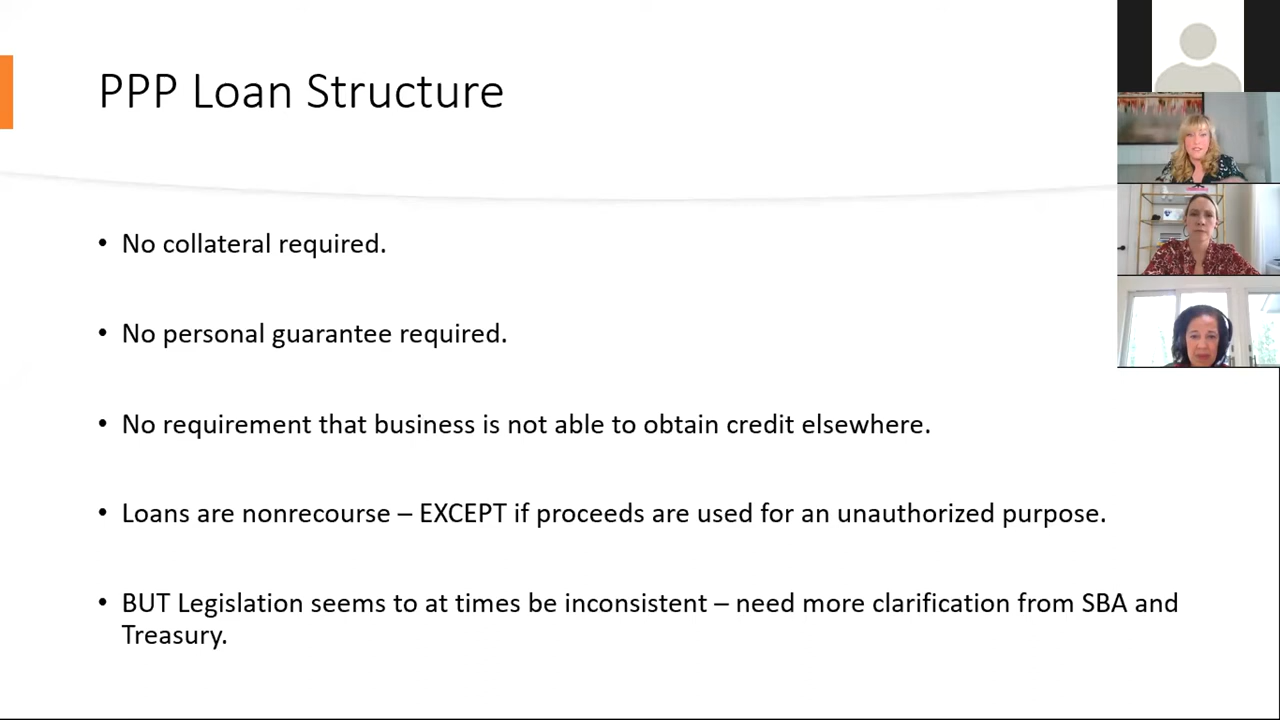 PPP Loan Structure
• No collateral required.
• No personal guarantee required.
• No requirement that business is not able to obtain credit elsewhere.
• Loans are nonrecourse – EXCEPT if proceeds are used for an unauthorized purpose.
• BUT Legislation seems to at times be inconsistent – need more clarification from SBA and
Treasury.